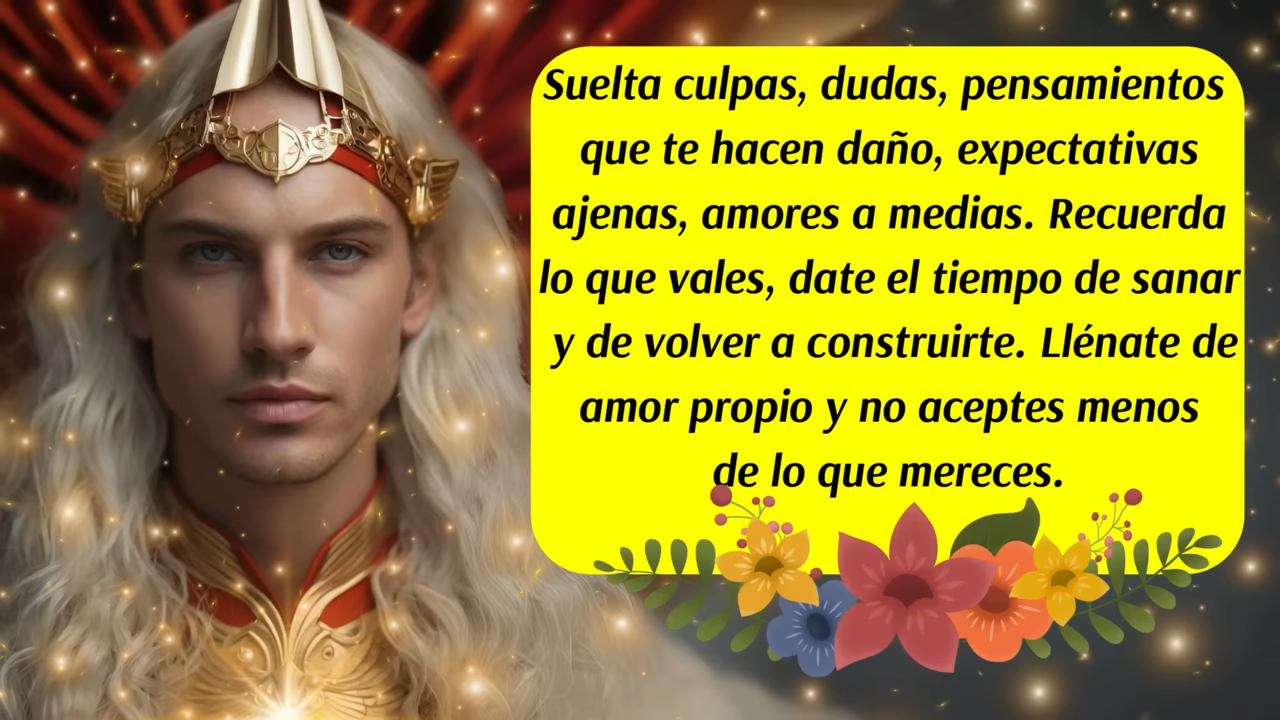 Suelta culpas, dudas, pensamientos
que te hacen daño, expectativas
ajenas, amores a medias. Recuerda
lo que vales, date el tiempo de sanar
y de volver a construirte. Llénate de
amor propio y no aceptes menos
de lo que mereces.